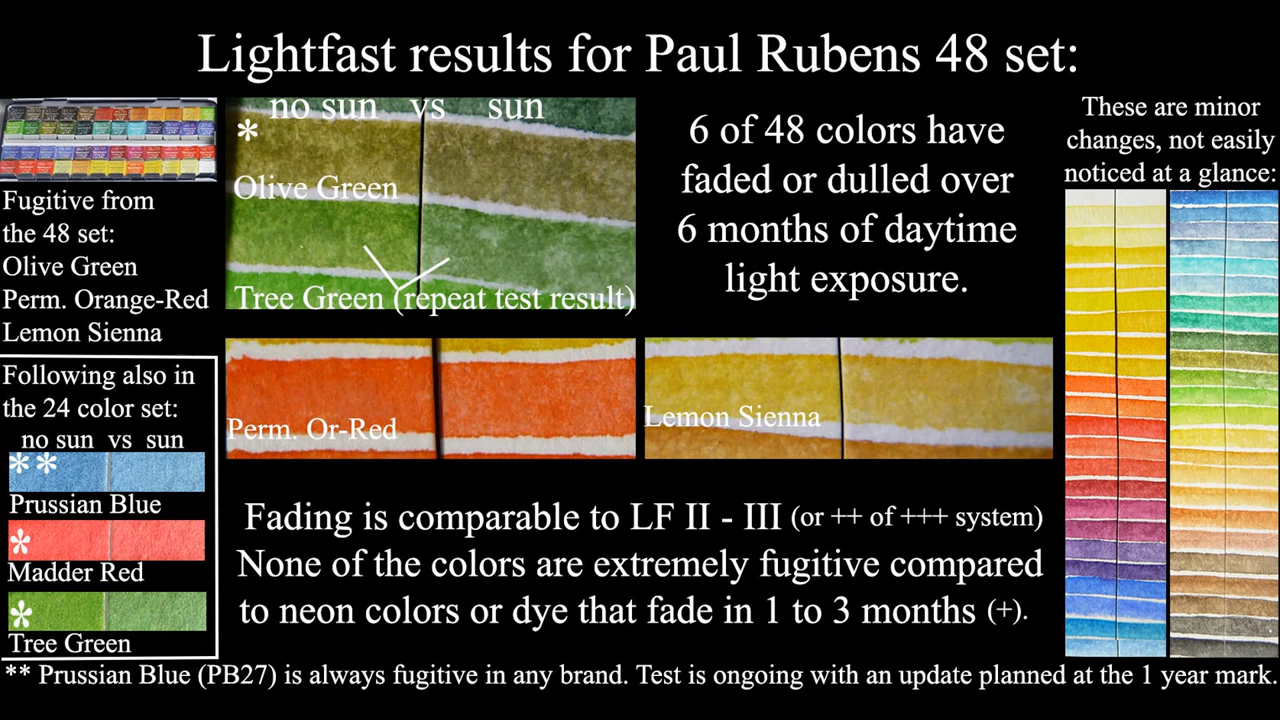 Lightfast results for Paul Rubens 48 set:
no sun vs sun
*
Olive Green
Tree Green (repeat test result)
6 of 48 colors have
faded or dulled over
6 months of daytime
light exposure.
These are minor
changes, not easily
noticed at a glance:
Fugitive from
the 48 set:
Olive Green
Perm. Orange-Red
Lemon Sienna
Perm. Or-Red
Lemon Sienna
Following also in
the 24 color set:
no sun vs sun
**
Prussian Blue
*
Madder Red
*
Tree Green
Fading is comparable to LF II - III (or ++ of +++ system)
None of the colors are extremely fugitive compared
to neon colors or dye that fade in 1 to 3 months (+).
** Prussian Blue (PB27) is always fugitive in any brand. Test is ongoing with an update planned at the 1 year mark.